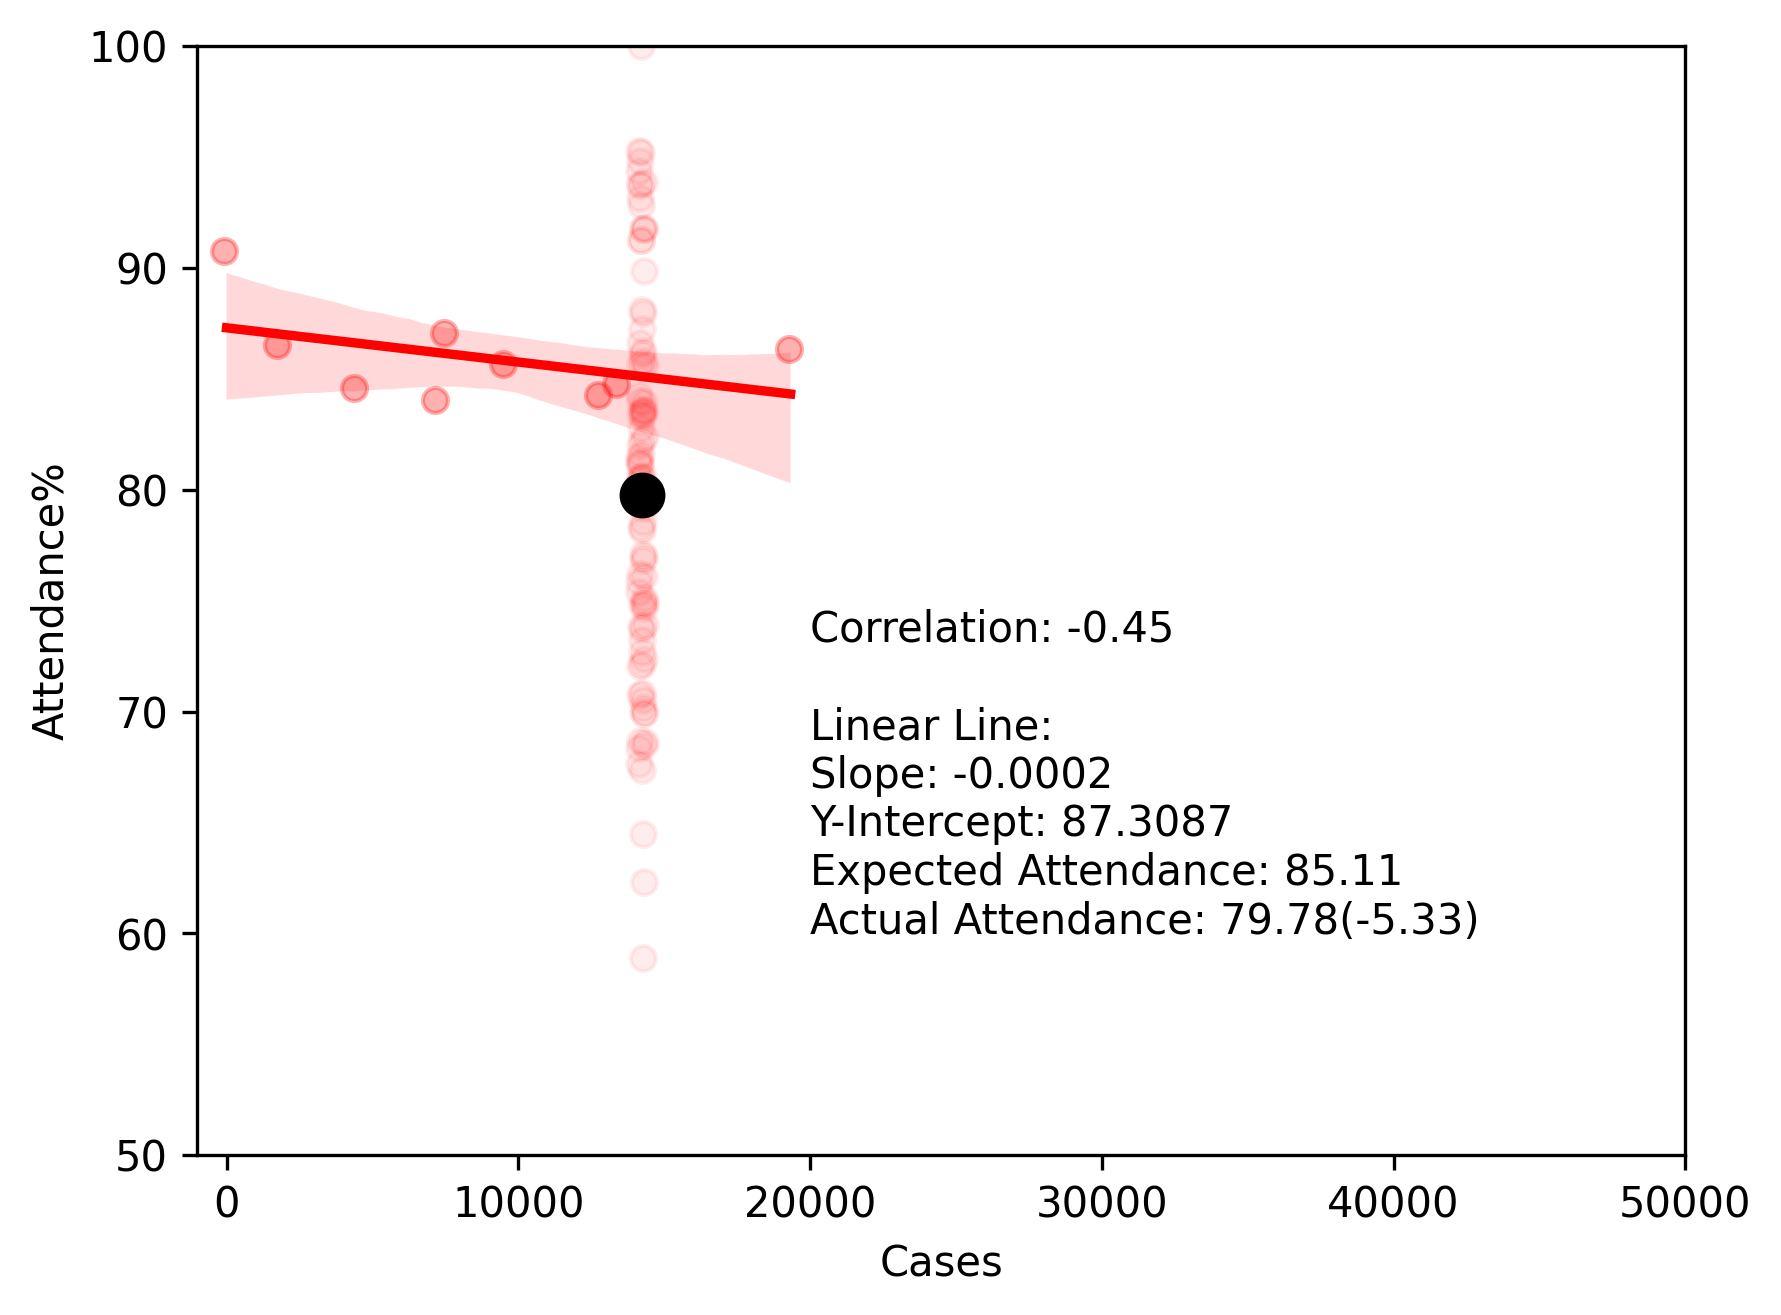 100
90
80
70
60
50
Attendance%
Correlation: -0.45
Linear Line:
Slope: -0.0002
Y-Intercept: 87.3087
Expected Attendance: 85.11
Actual Attendance: 79.78(-5.33)
0 10000 20000 30000 40000 50000
Cases